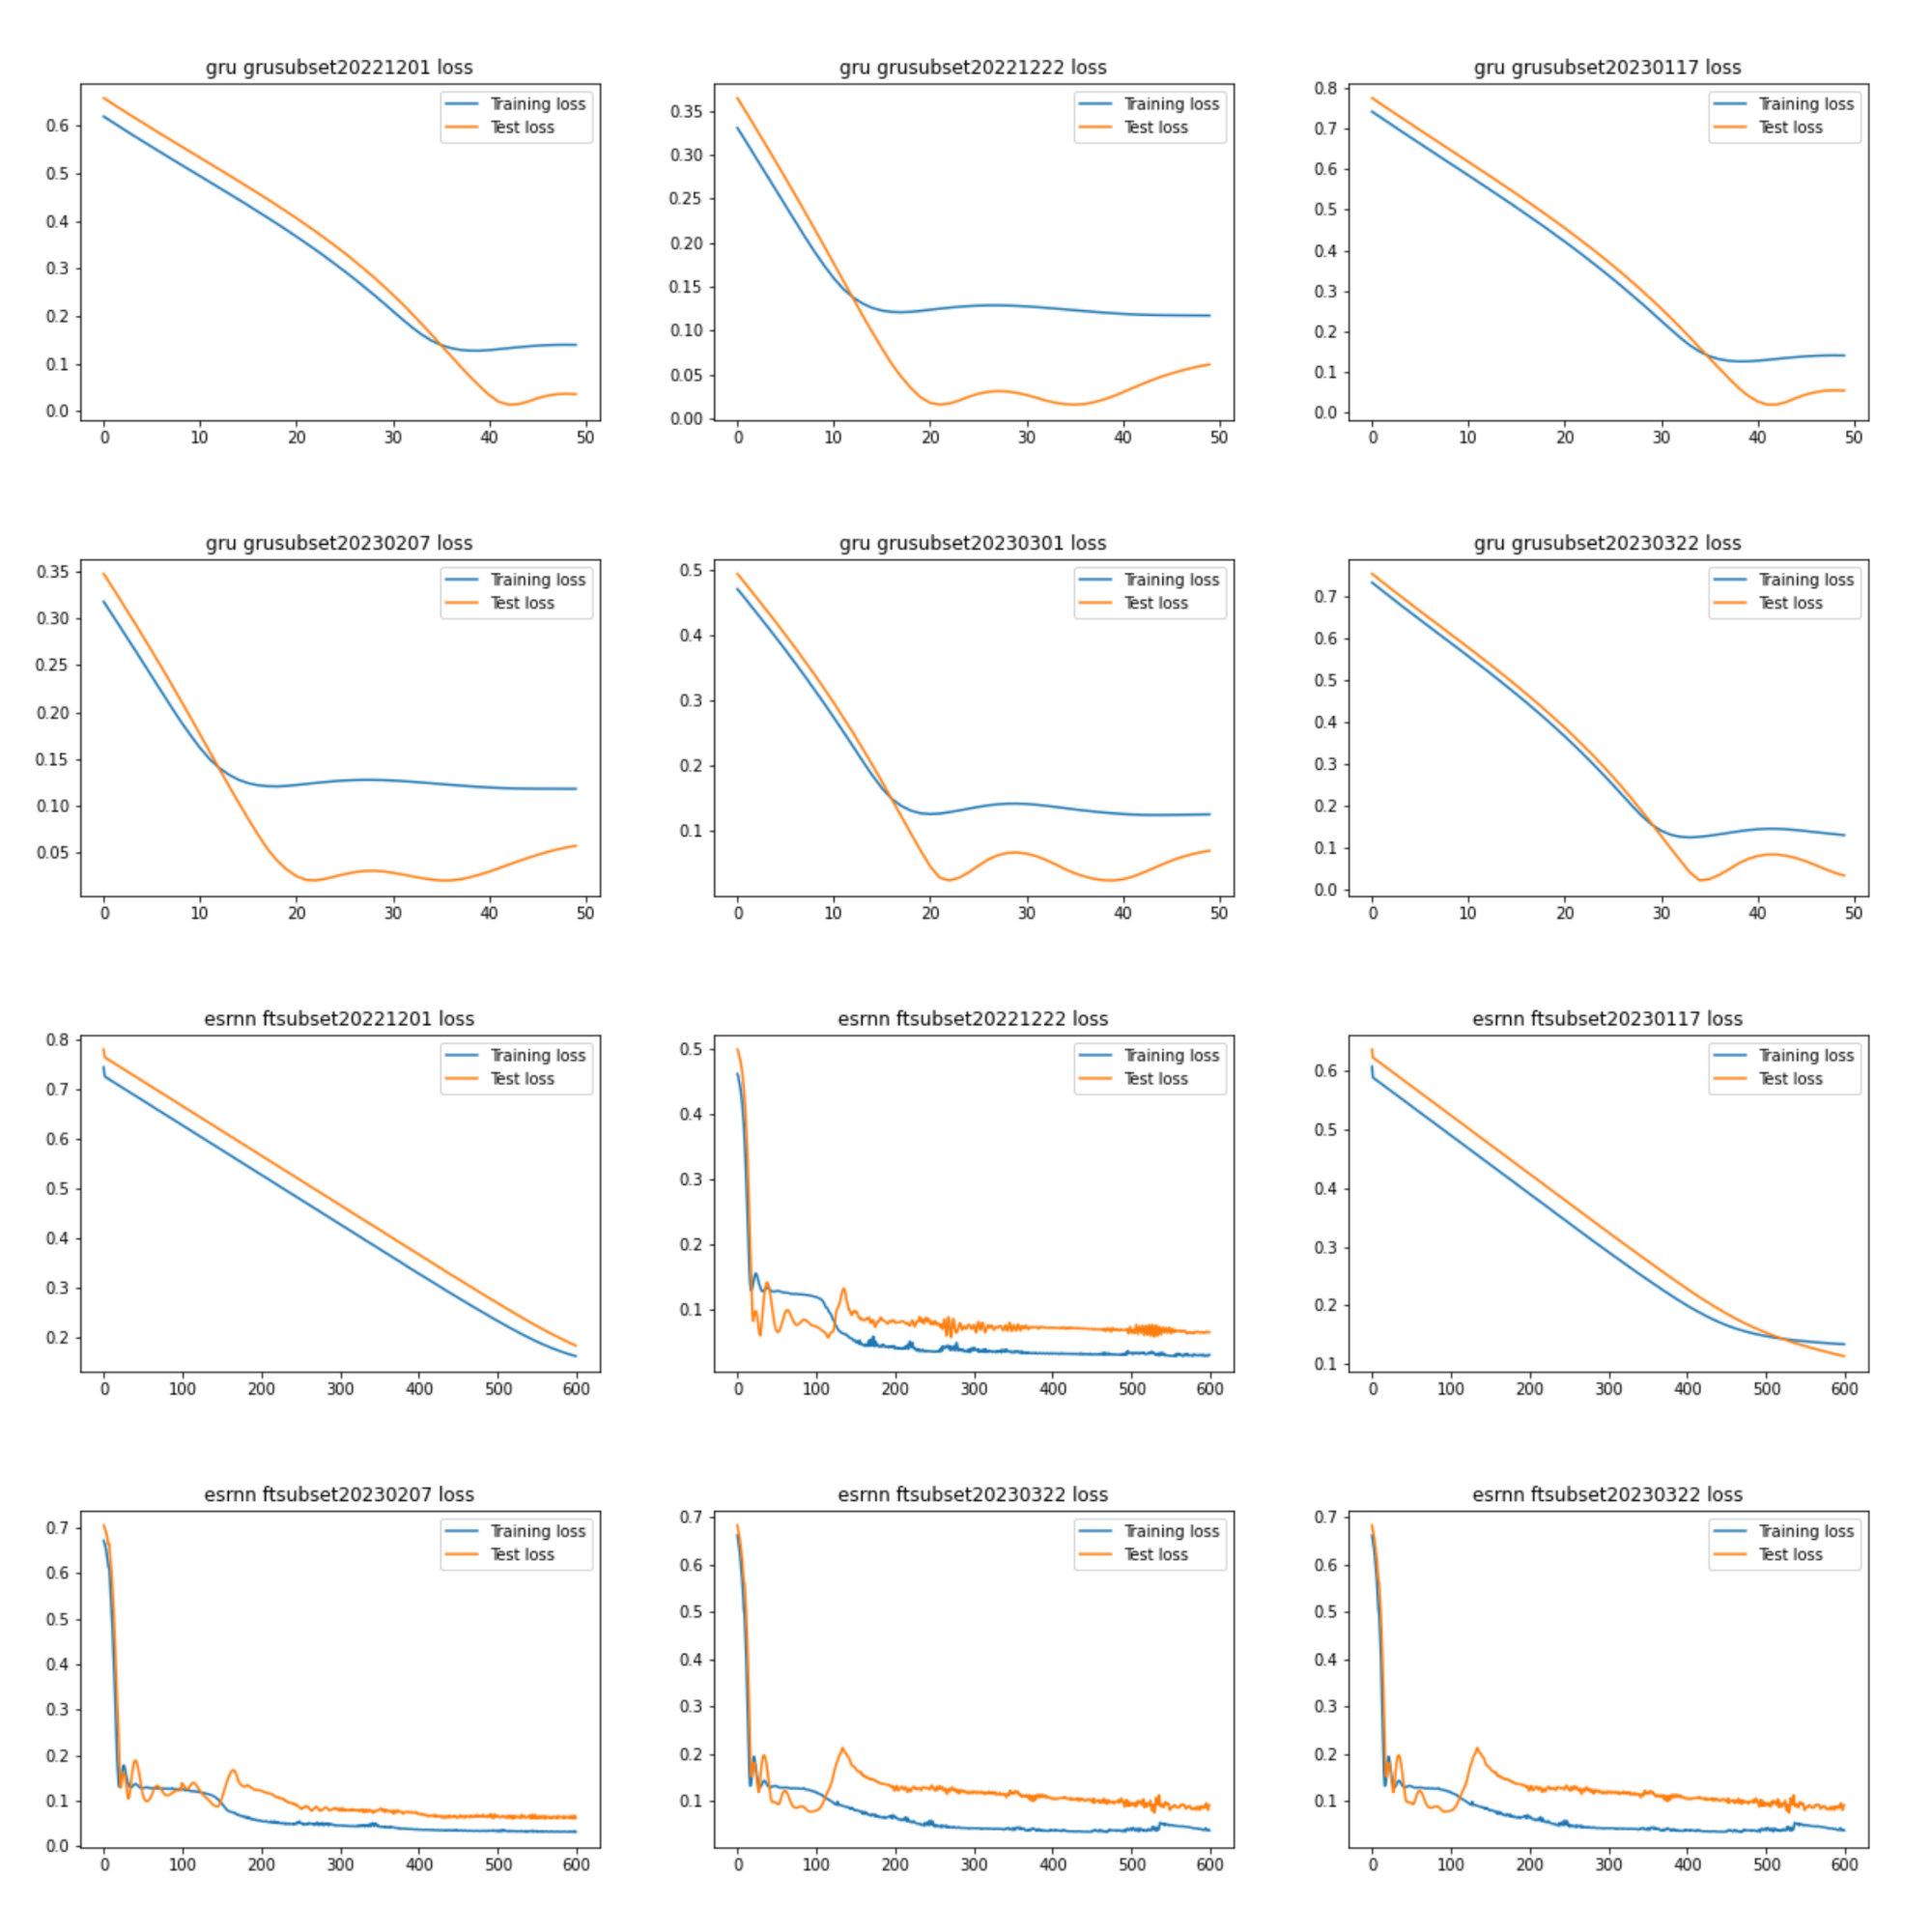 gru grusubset20221201 loss
Training loss
Test loss
0.6
0.5
0.4
0.3
0.2
0.1
0.0
0 10 20 30 40 50
gru grusubset20221222 loss
Training loss
Test loss
0.35
0.30
0.25
0.20
0.15
0.10
0.05
0.00
0 10 20 30 40 50
gru grusubset20230117 loss
Training loss
Test loss
0.8
0.7
0.6
0.5
0.4
0.3
0.2
0.1
0.0
0 10 20 30 40 50
gru grusubset20230207 loss
Training loss
Test loss
0.35
0.30
0.25
0.20
0.15
0.10
0.05
0 10 20 30 40 50
gru grusubset20230301 loss
Training loss
Test loss
0.5
0.4
0.3
0.2
0.1
0 10 20 30 40 50
gru grusubset20230322 loss
Training loss
Test loss
0.7
0.6
0.5
0.4
0.3
0.2
0.1
0.0
0 10 20 30 40 50
esrnn ftsubset20221201 loss
Training loss
Test loss
0.8
0.7
0.6
0.5
0.4
0.3
0.2
0 100 200 300 400 500 600
esrnn ftsubset20221222 loss
Training loss
Test loss
0.5
0.4
0.3
0.2
0.1
0 100 200 300 400 500 600
esrnn ftsubset20230117 loss
Training loss
Test loss
0.6
0.5
0.4
0.3
0.2
0.1
0 100 200 300 400 500 600
esrnn ftsubset20230207 loss
Training loss
Test loss
0.7
0.6
0.5
0.4
0.3
0.2
0.1
0.0
0 100 200 300 400 500 600
esrnn ftsubset20230322 loss
Training loss
Test loss
0.7
0.6
0.5
0.4
0.3
0.2
0.1
0 100 200 300 400 500 600
esrnn ftsubset20230322 loss
Training loss
Test loss
0.7
0.6
0.5
0.4
0.3
0.2
0.1
0 100 200 300 400 500 600